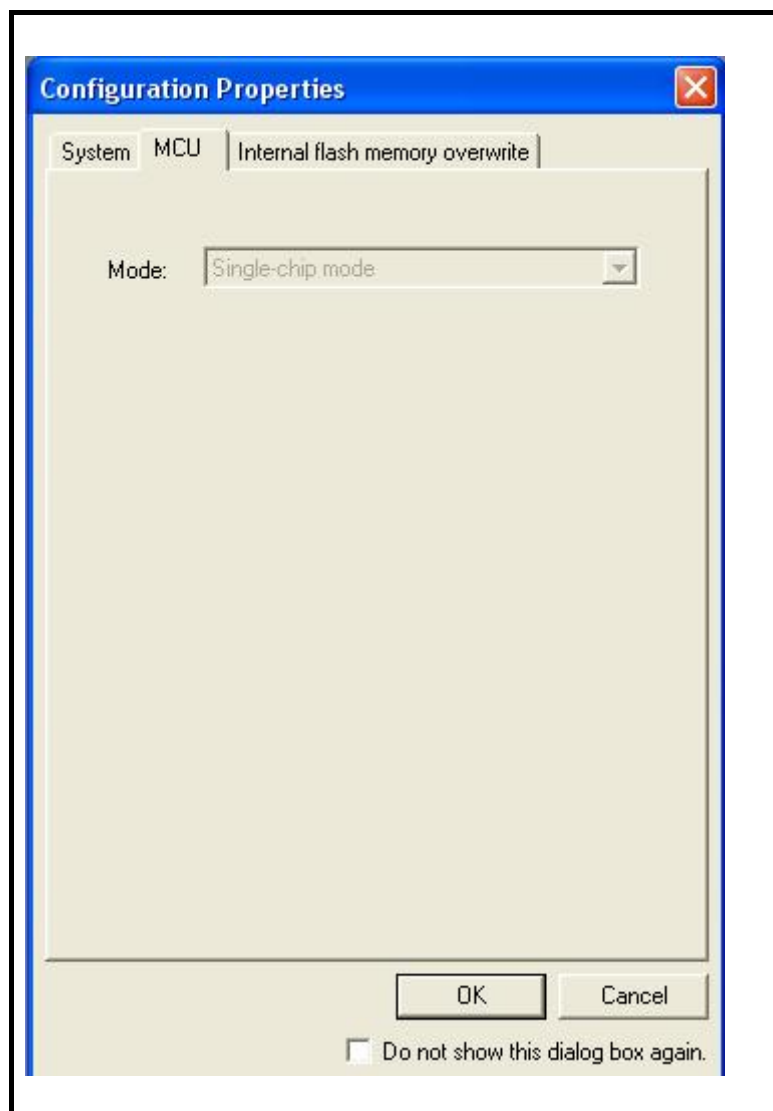 Configuration Properties
System MCU Internal flash memory overwrite
Mode: Single-chip mode
OK Cancel
Do not show this dialog box again.